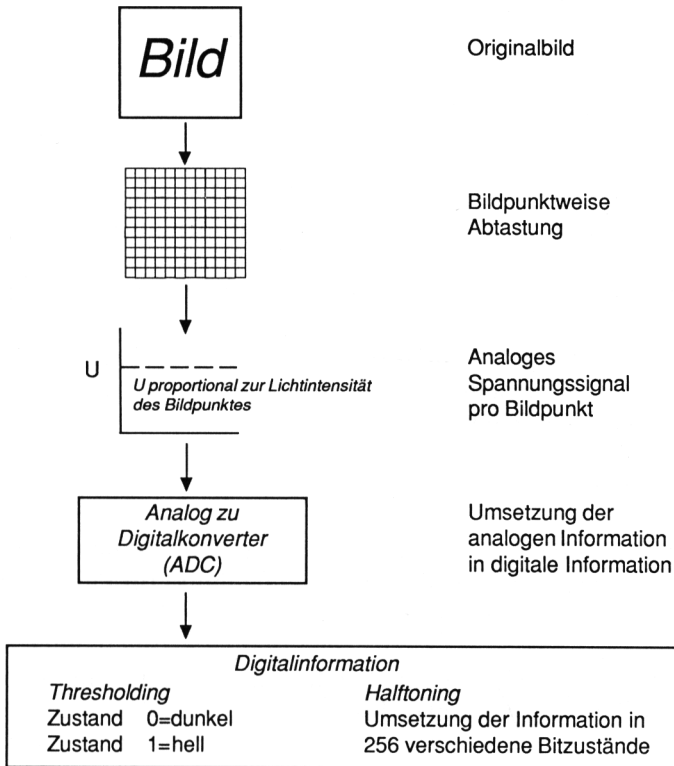 Bild
Originalbild
Bildpunktweise
Abtastung
U
U proportional zur Lichtintensität
des Bildpunktes
Analoges
Spannungssignal
pro Bildpunkt
Analog zu
Digitalkonverter
(ADC)
Umsetzung der
analogen Information
in digitale Information
Digitalinformation
Thresholding
Zustand 0=dunkel
Zustand 1=hell
Halftoning
Umsetzung der Information in
256 verschiedene Bitzustände